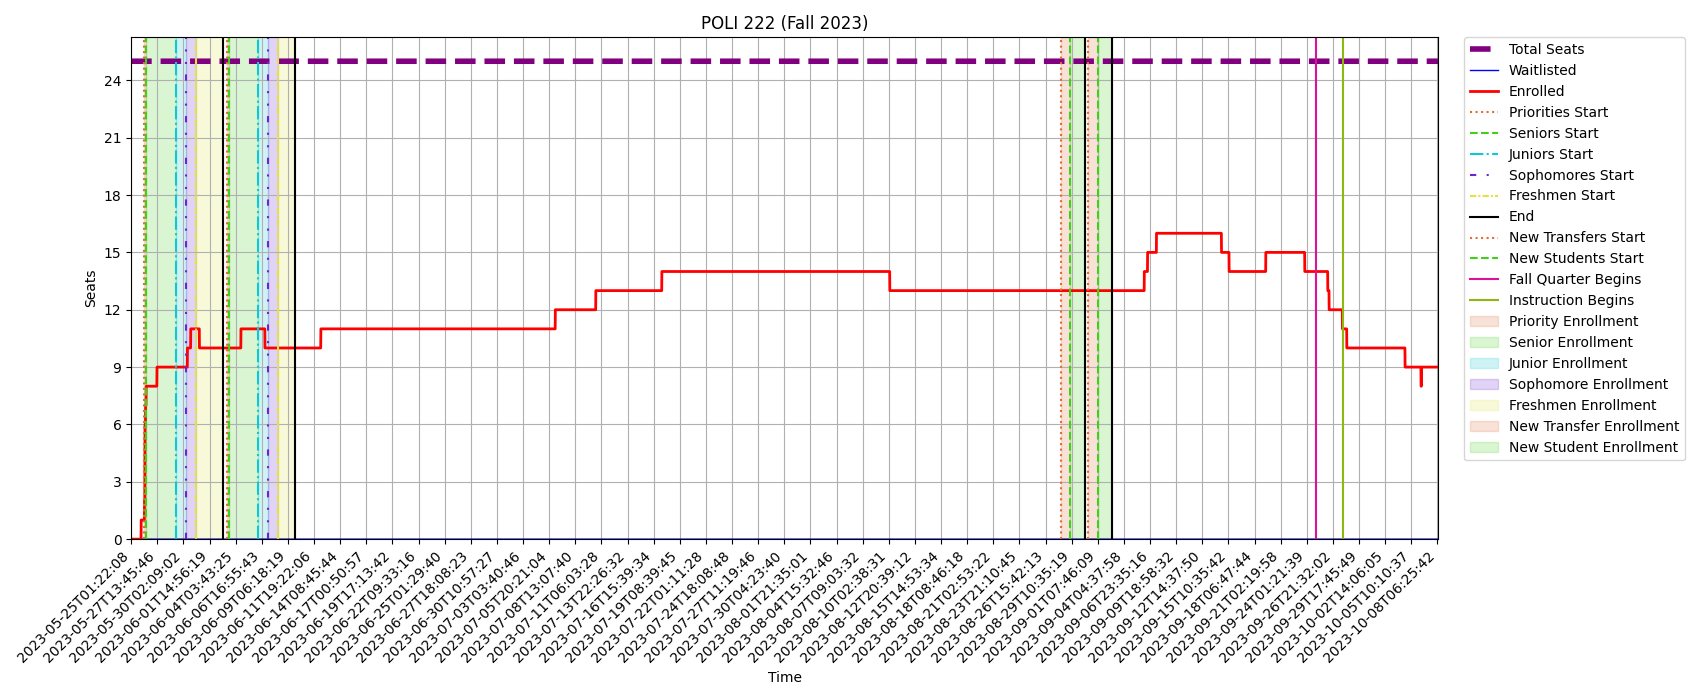 POLI 222 (Fall 2023)
Seats
24
21
18
15
12
9
6
3
0
2023-05-25T01:22:08
2023-05-27T13:45:46
2023-05-30T02:09:02
2023-06-01T14:56:19
2023-06-04T03:43:25
2023-06-06T16:55:43
2023-06-09T06:18:19
2023-06-11T19:22:06
2023-06-14T08:45:44
2023-06-17T00:50:57
2023-06-19T17:13:42
2023-06-22T09:33:16
2023-06-25T01:29:40
2023-06-27T18:08:23
2023-06-30T10:57:27
2023-07-03T03:40:46
2023-07-05T20:21:04
2023-07-08T13:07:40
2023-07-11T06:03:28
2023-07-13T22:26:32
2023-07-16T15:39:34
2023-07-19T08:39:45
2023-07-22T01:11:28
2023-07-24T18:08:48
2023-07-27T11:19:46
2023-07-30T04:23:40
2023-08-01T21:35:01
2023-08-04T15:32:46
2023-08-07T09:03:32
2023-08-10T02:38:31
2023-08-12T20:39:12
2023-08-15T14:53:34
2023-08-18T08:46:18
2023-08-21T02:53:22
2023-08-23T21:10:45
2023-08-26T15:42:13
2023-08-29T10:35:19
2023-09-01T07:46:09
2023-09-04T04:37:58
2023-09-06T23:35:16
2023-09-09T18:58:32
2023-09-12T14:37:50
2023-09-15T10:35:42
2023-09-18T06:47:44
2023-09-21T02:19:58
2023-09-24T01:21:39
2023-09-26T21:32:02
2023-09-29T17:45:49
2023-10-02T14:06:05
2023-10-05T10:10:37
2023-10-08T06:25:42
Time
Total Seats
Waitlisted
Enrolled
Priorities Start
Seniors Start
Juniors Start
Sophomores Start
Freshmen Start
End
New Transfers Start
New Students Start
Fall Quarter Begins
Instruction Begins
Priority Enrollment
Senior Enrollment
Junior Enrollment
Sophomore Enrollment
Freshmen Enrollment
New Transfer Enrollment
New Student Enrollment